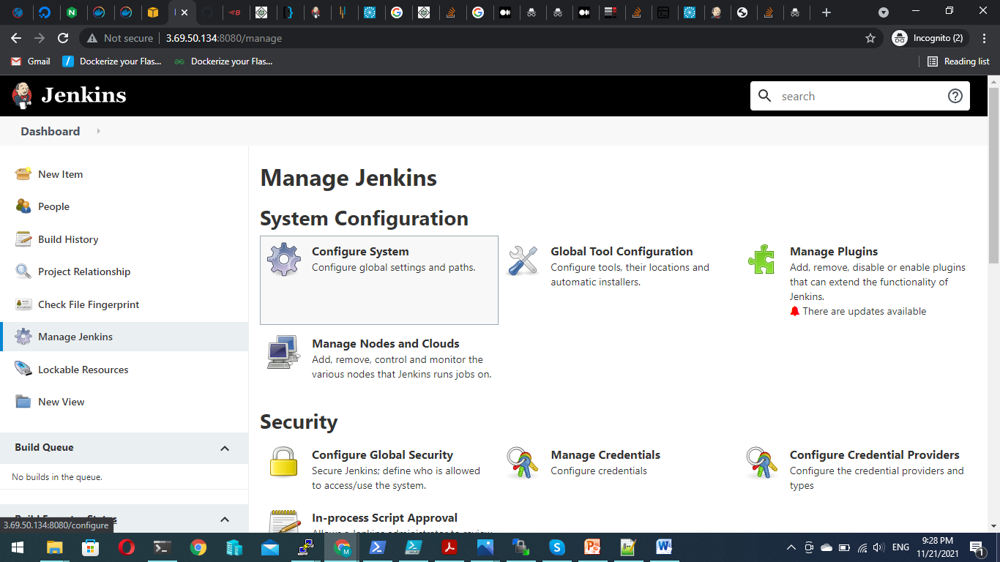 Not secure
3.69.50.134:8080/manage
Incognito (2)
Gmail
Dockerize your Flas...
Dockerize your Flas...
Reading list
Jenkins
search
Dashboard
New Item
People
Build History
Project Relationship
Check File Fingerprint
Manage Jenkins
Lockable Resources
New View
Build Queue
No builds in the queue.
3.69.50.134:8080/configure
Manage Jenkins
System Configuration
Configure System
Configure global settings and paths.
Global Tool Configuration
Configure tools, their locations and
automatic installers.
Manage Plugins
Add, remove, disable or enable plugins
that can extend the functionality of
Jenkins.
There are updates available
Manage Nodes and Clouds
Add, remove, control and monitor the
various nodes that Jenkins runs jobs on.
Security
Configure Global Security
Secure Jenkins; define who is allowed
to access/use the system.
Manage Credentials
Configure credentials
Configure Credential Providers
Configure the credential providers and
types
In-process Script Approval
Allows a Jenkins administrator to review
ENG
9:28 PM
11/21/2021
1